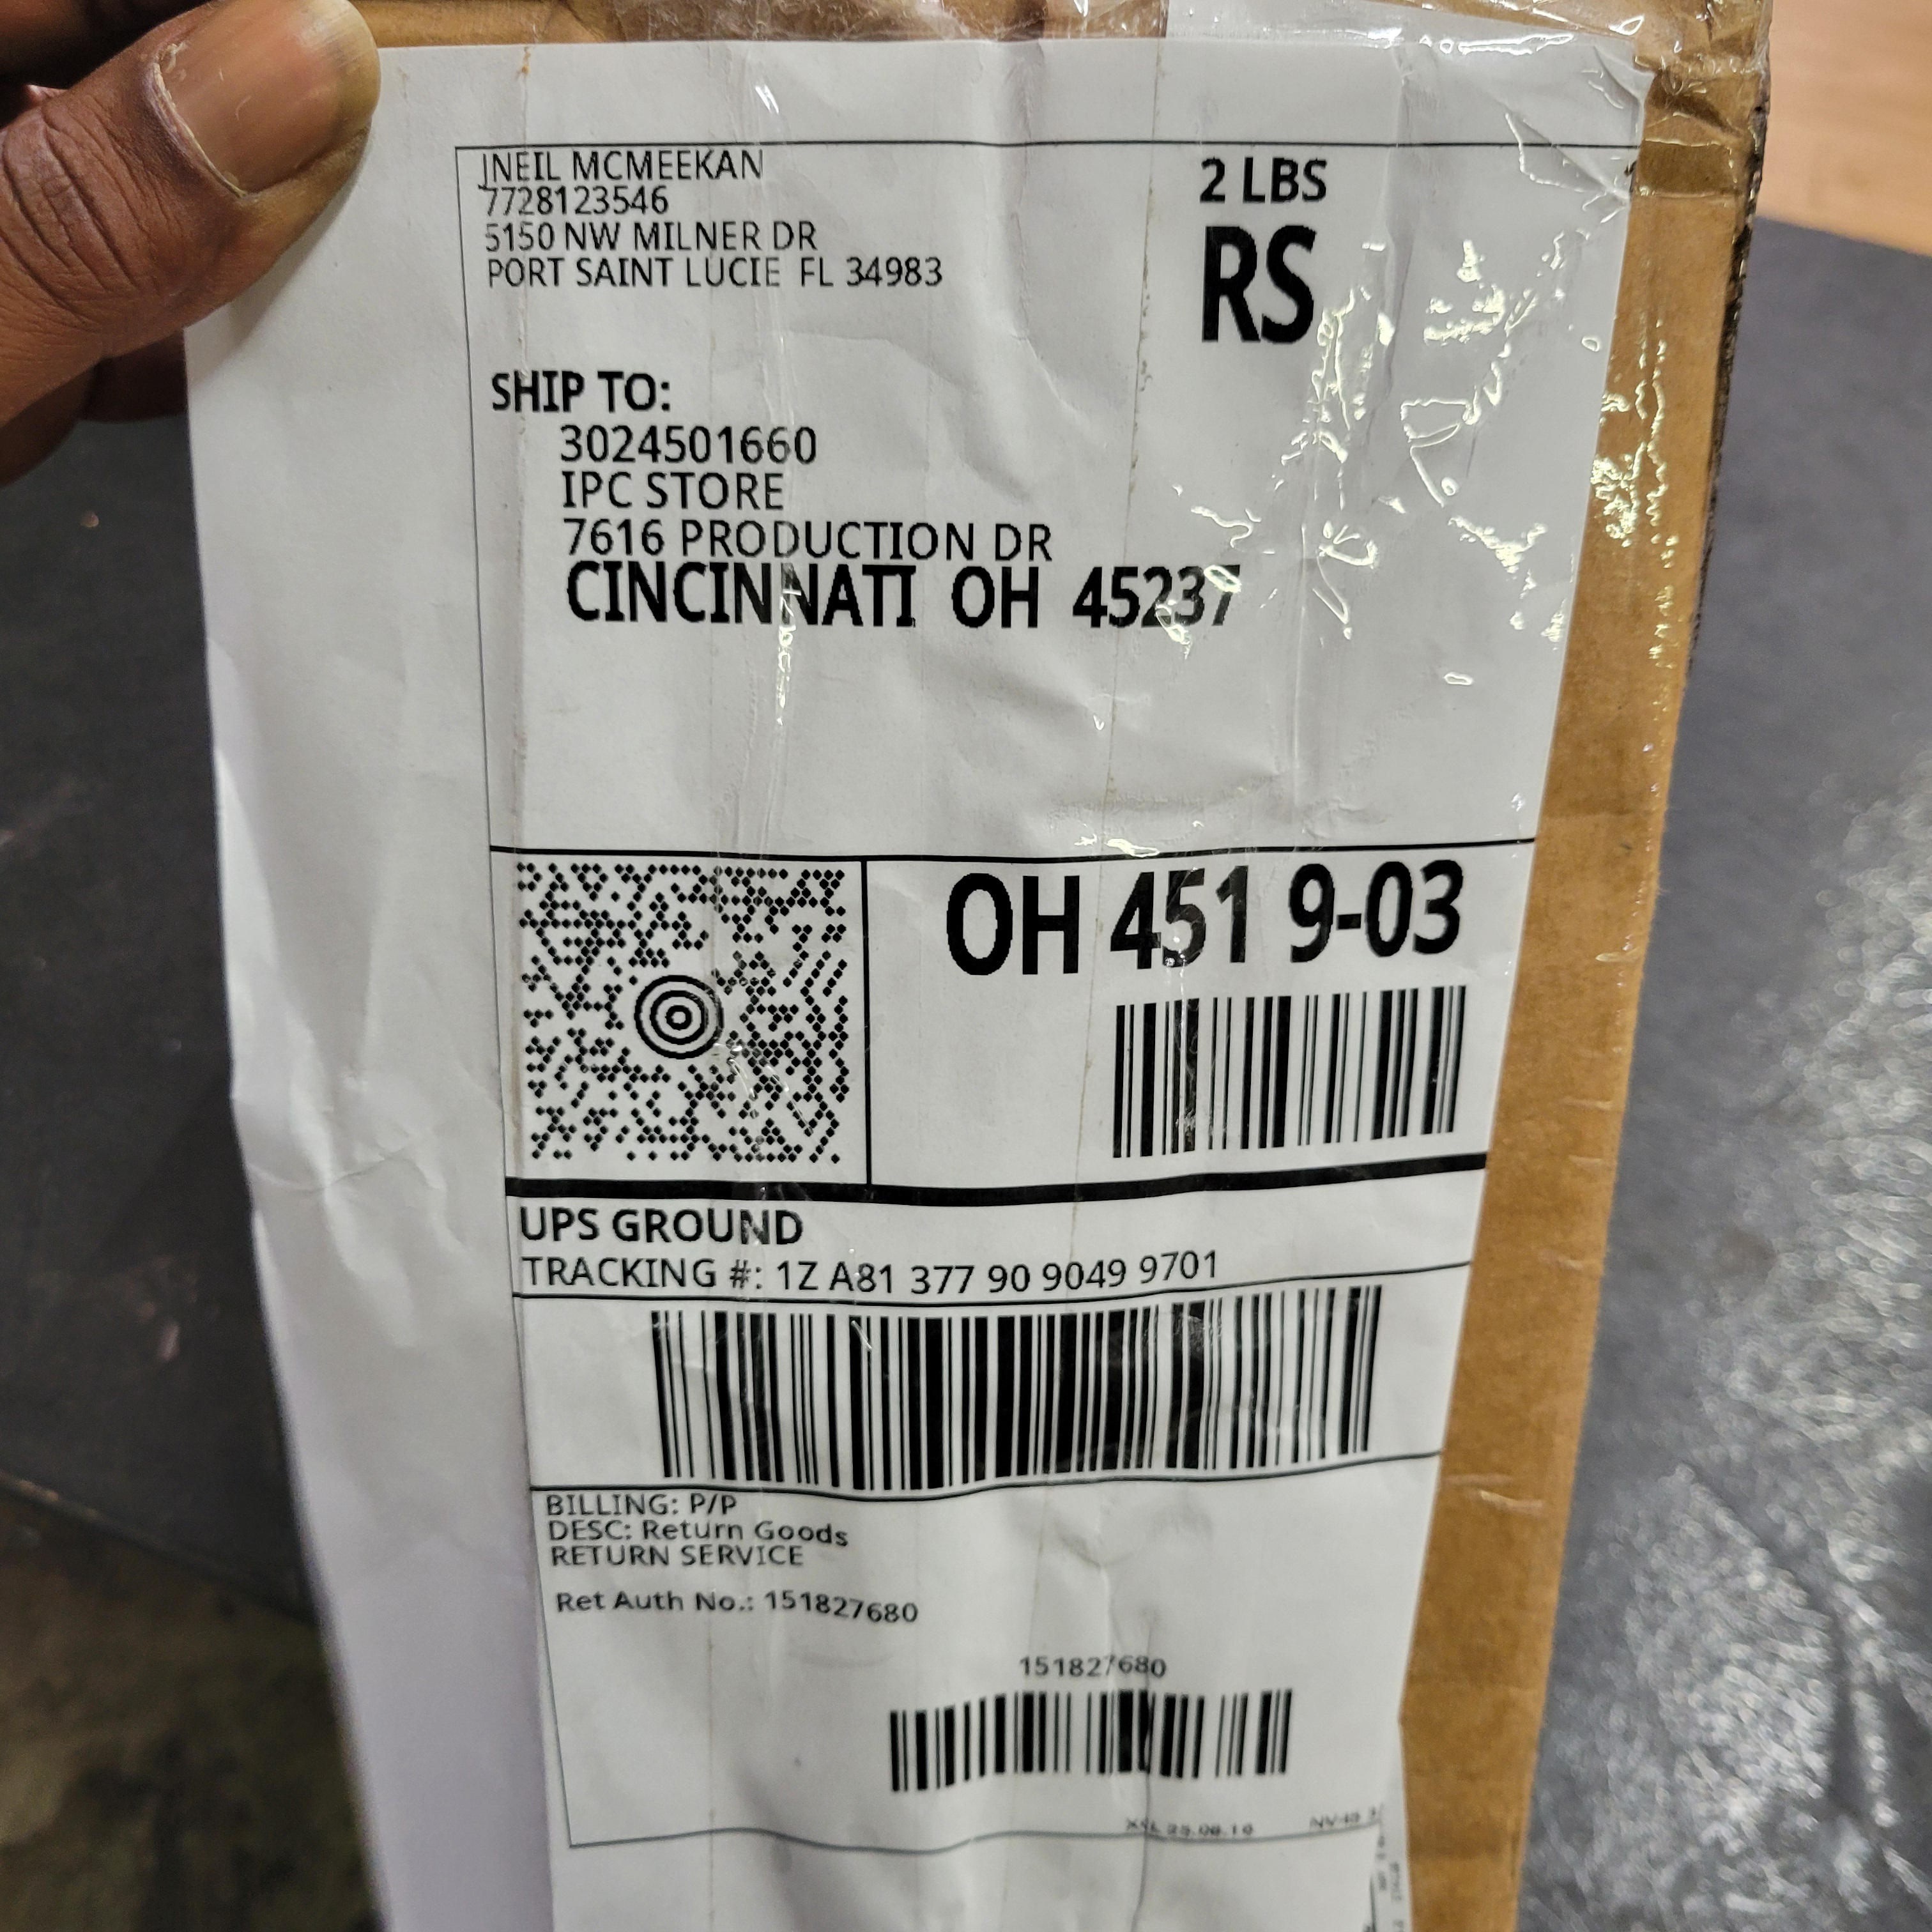 JNEIL MCMEEKAN
7728123546
5150 NW MILNER DR
PORT SAINT LUCIE FL 34983
2 LBS
RS
SHIP TO:
3024501660
IPC STORE
7616 PRODUCTION DR
CINCINNATI OH 45237
OH 451 9-03
UPS GROUND
TRACKING #: 1Z A81 377 90 9049 9701
BILLING: P/P
DESC: Return Goods
RETURN SERVICE
Ret Auth No.: 151827680
151827680